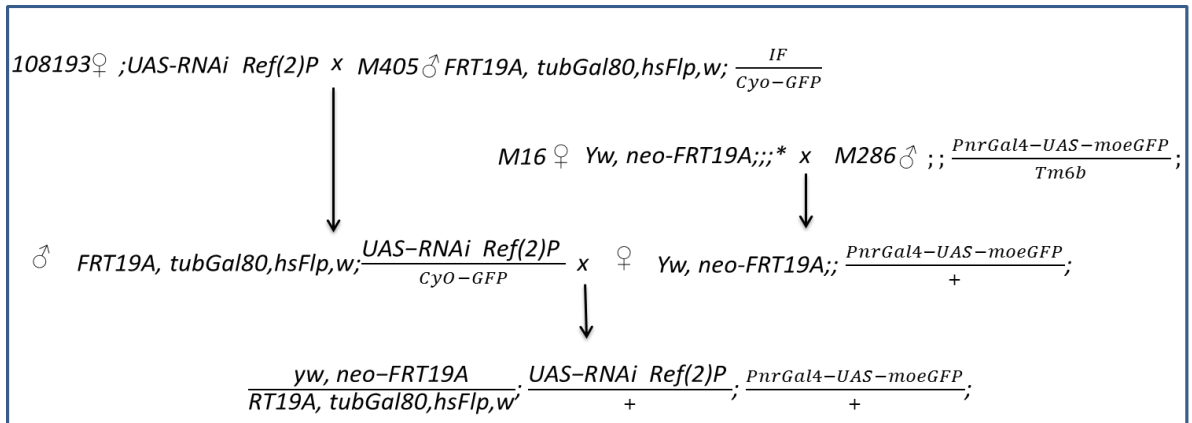 108193♀ ;UAS-RNAi Ref(2)P x M405♂ FRT19A, tubGal80,hsFlp,w; IF
Cyo-GFP
M16♀ Yw, neo-FRT19A;;;* x M286♂ ;; PnrGal4-UAS-moeGFP ;
Tm6b
♂ FRT19A, tubGal80,hsFlp,w; UAS-RNAi Ref(2)P x ♀ Yw, neo-FRT19A;; PnrGal4-UAS-moeGFP ;
CyO-GFP +
yw, neo-FRT19A ; UAS-RNAi Ref(2)P ; PnrGal4-UAS-moeGFP ;
RT19A, tubGal80,hsFlp,w + +